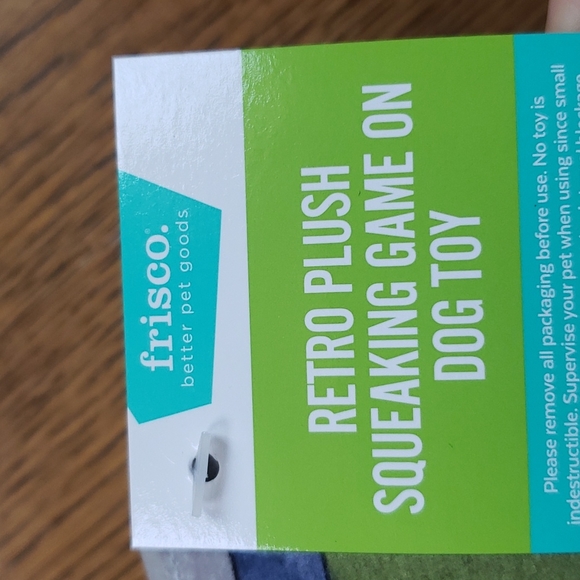 frisco.
better pet goods
RETRO PLUSH
SQUEAKING GAME ON
DOG TOY
Please remove all packaging before use. No toy is
indestructible. Supervise your pet when using since small